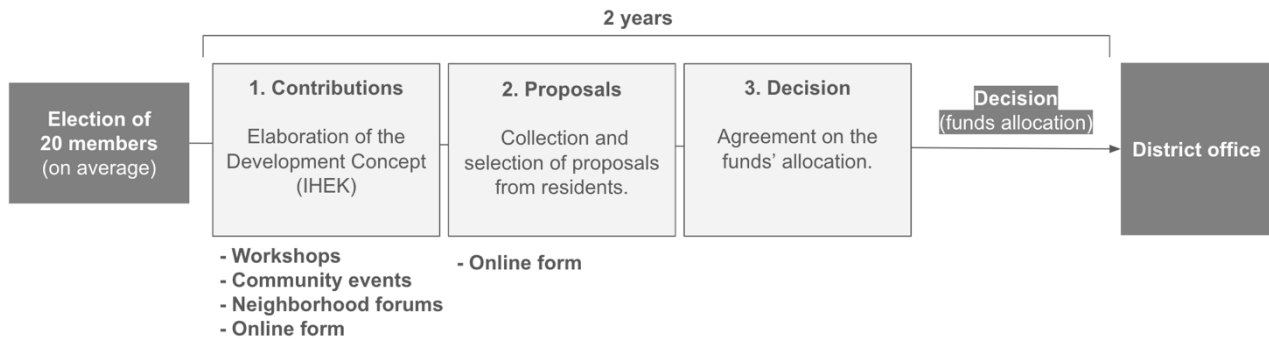 2 years
Election of
20 members
(on average)
1. Contributions
Elaboration of the
Development Concept
(IHEK)
- Workshops
- Community events
- Neighborhood forums
- Online form
2. Proposals
Collection and
selection of proposals
from residents.
- Online form
3. Decision
Agreement on the
funds’ allocation.
Decision
(funds allocation)
District office